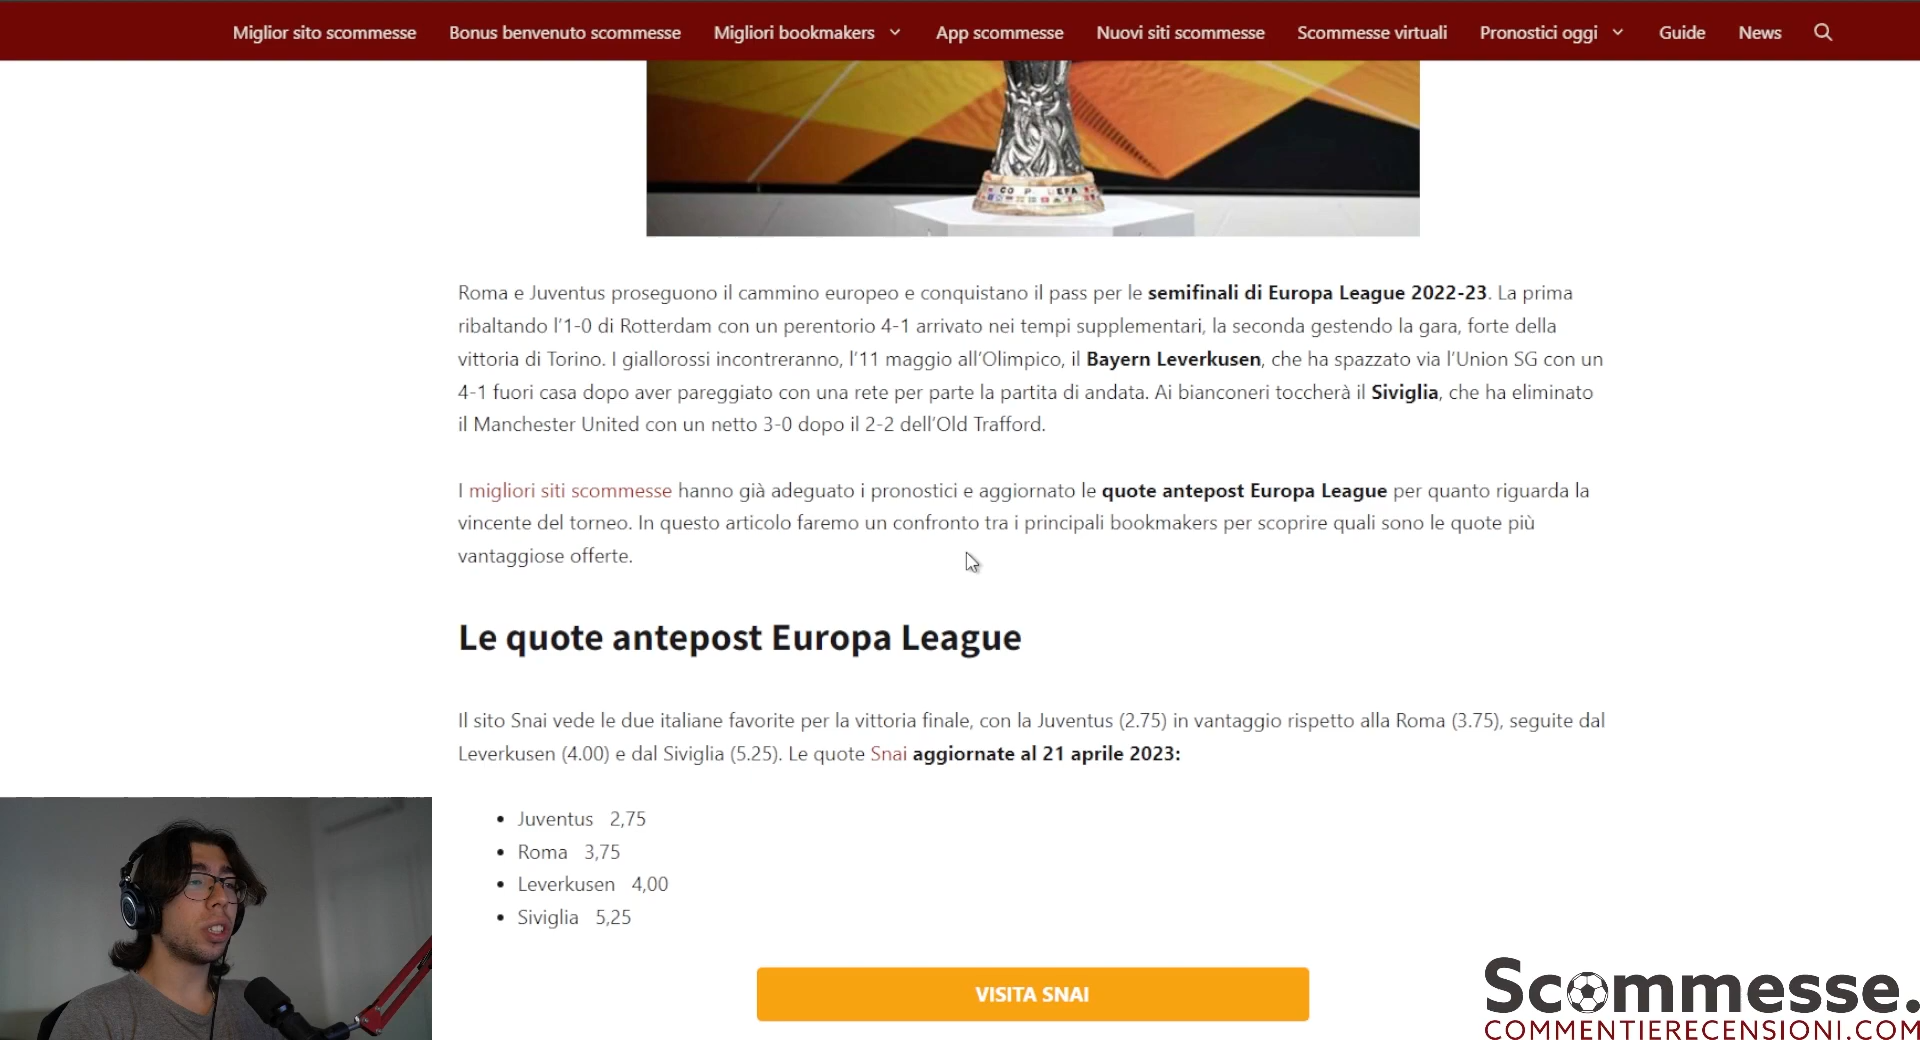 Miglior sito scommesse Bonus benvenuto scommesse Migliori bookmakers App scommesse Nuovi siti scommesse Scommesse virtuali Pronostici oggi Guide News
Roma e Juventus proseguono il cammino europeo e conquistano il pass per le semifinali di Europa League 2022-23. La prima
ribaltando l'1-0 di Rotterdam con un perentorio 4-1 arrivato nei tempi supplementari, la seconda gestendo la gara, forte della
vittoria di Torino. I giallorossi incontreranno, l'11 maggio all'Olimpico, il Bayern Leverkusen, che ha spazzato via l'Union SG con un
4-1 fuori casa dopo aver pareggiato con una rete per parte la partita di andata. Ai bianconeri toccherà il Siviglia, che ha eliminato
il Manchester United con un netto 3-0 dopo il 2-2 dell'Old Trafford.
I migliori siti scommesse hanno già adeguato i pronostici e aggiornato le quote antepost Europa League per quanto riguarda la
vincente del torneo. In questo articolo faremo un confronto tra i principali bookmakers per scoprire quali sono le quote più
vantaggiose offerte.
Le quote antepost Europa League
Il sito Snai vede le due italiane favorite per la vittoria finale, con la Juventus (2.75) in vantaggio rispetto alla Roma (3.75), seguite dal
Leverkusen (4.00) e dal Siviglia (5.25). Le quote Snai aggiornate al 21 aprile 2023:
• Juventus 2,75
• Roma 3,75
• Leverkusen 4,00
• Siviglia 5,25
VISITA SNAI
Scommesse.
COMMENTIERECENSIONI.COM